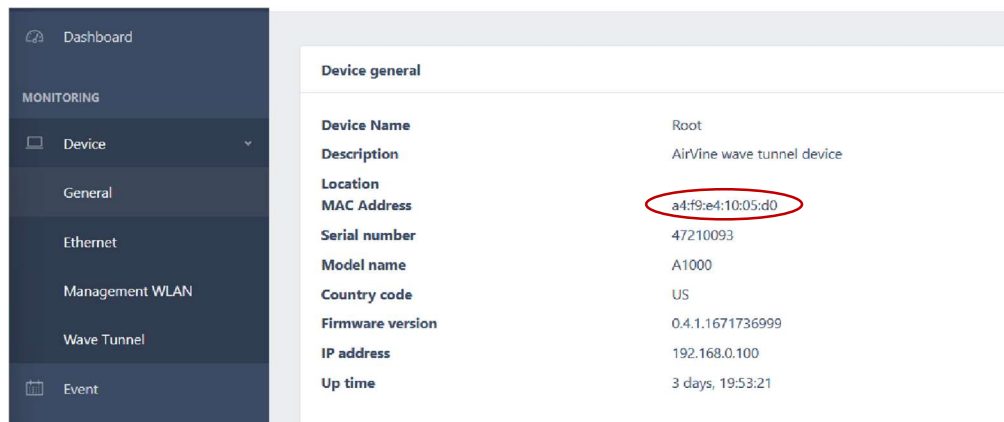 Dashboard
MONITORING
Device
General
Ethernet
Management WLAN
Wave Tunnel
Event
Device general
Device Name Root
Description AirVine wave tunnel device
Location
MAC Address a4:f9:e4:10:05:d0
Serial number 47210093
Model name A1000
Country code US
Firmware version 0.4.1.1671736999
IP address 192.168.0.100
Up time 3 days, 19:53:21